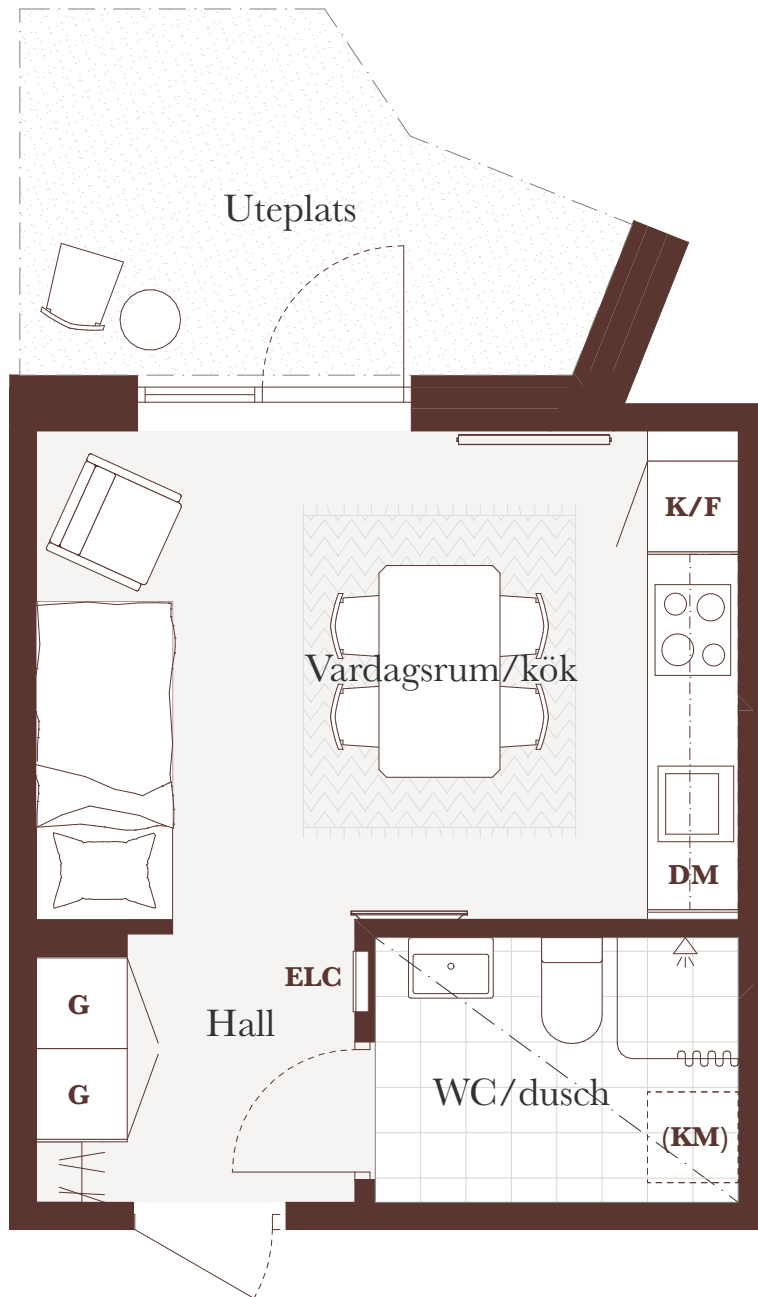 Uteplats
K/F
Vardagsrum/kök
DM
ELC
G
Hall
G
WC/dusch
(KM)